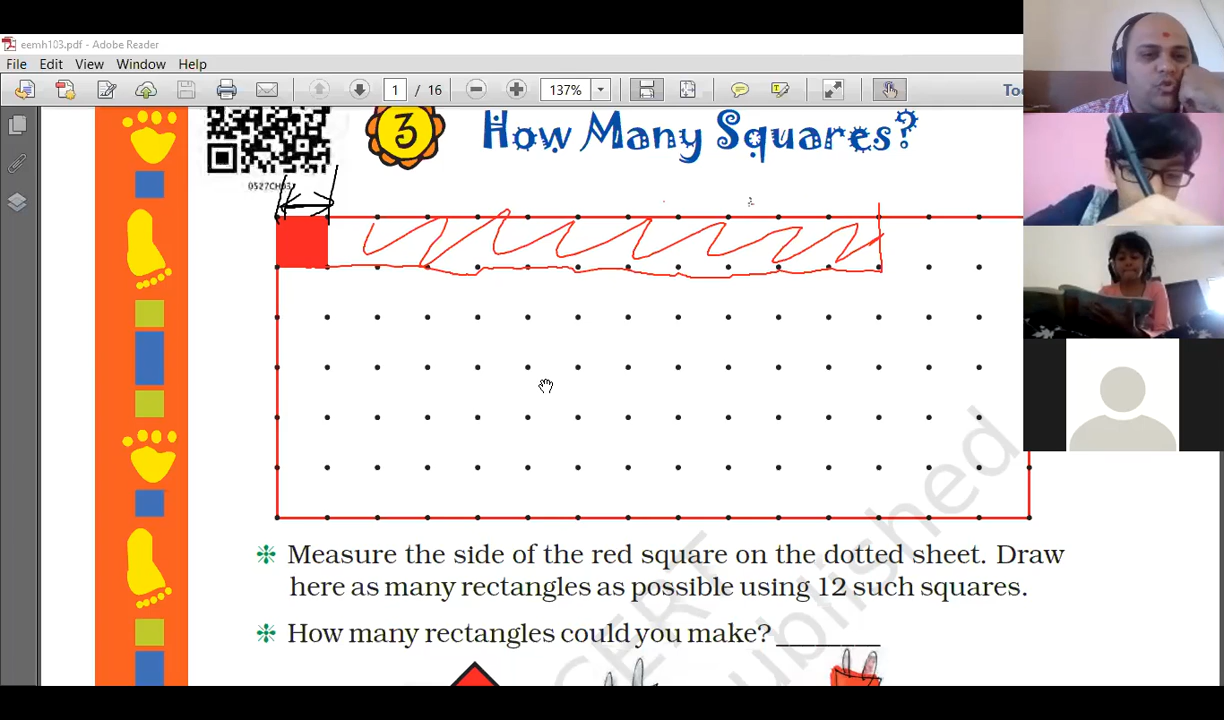 eemh103.pdf - Adobe Reader
File Edit View Window Help
1 / 16 137%
3 How Many Squares?
Measure the side of the red square on the dotted sheet. Draw
here as many rectangles as possible using 12 such squares.
How many rectangles could you make?